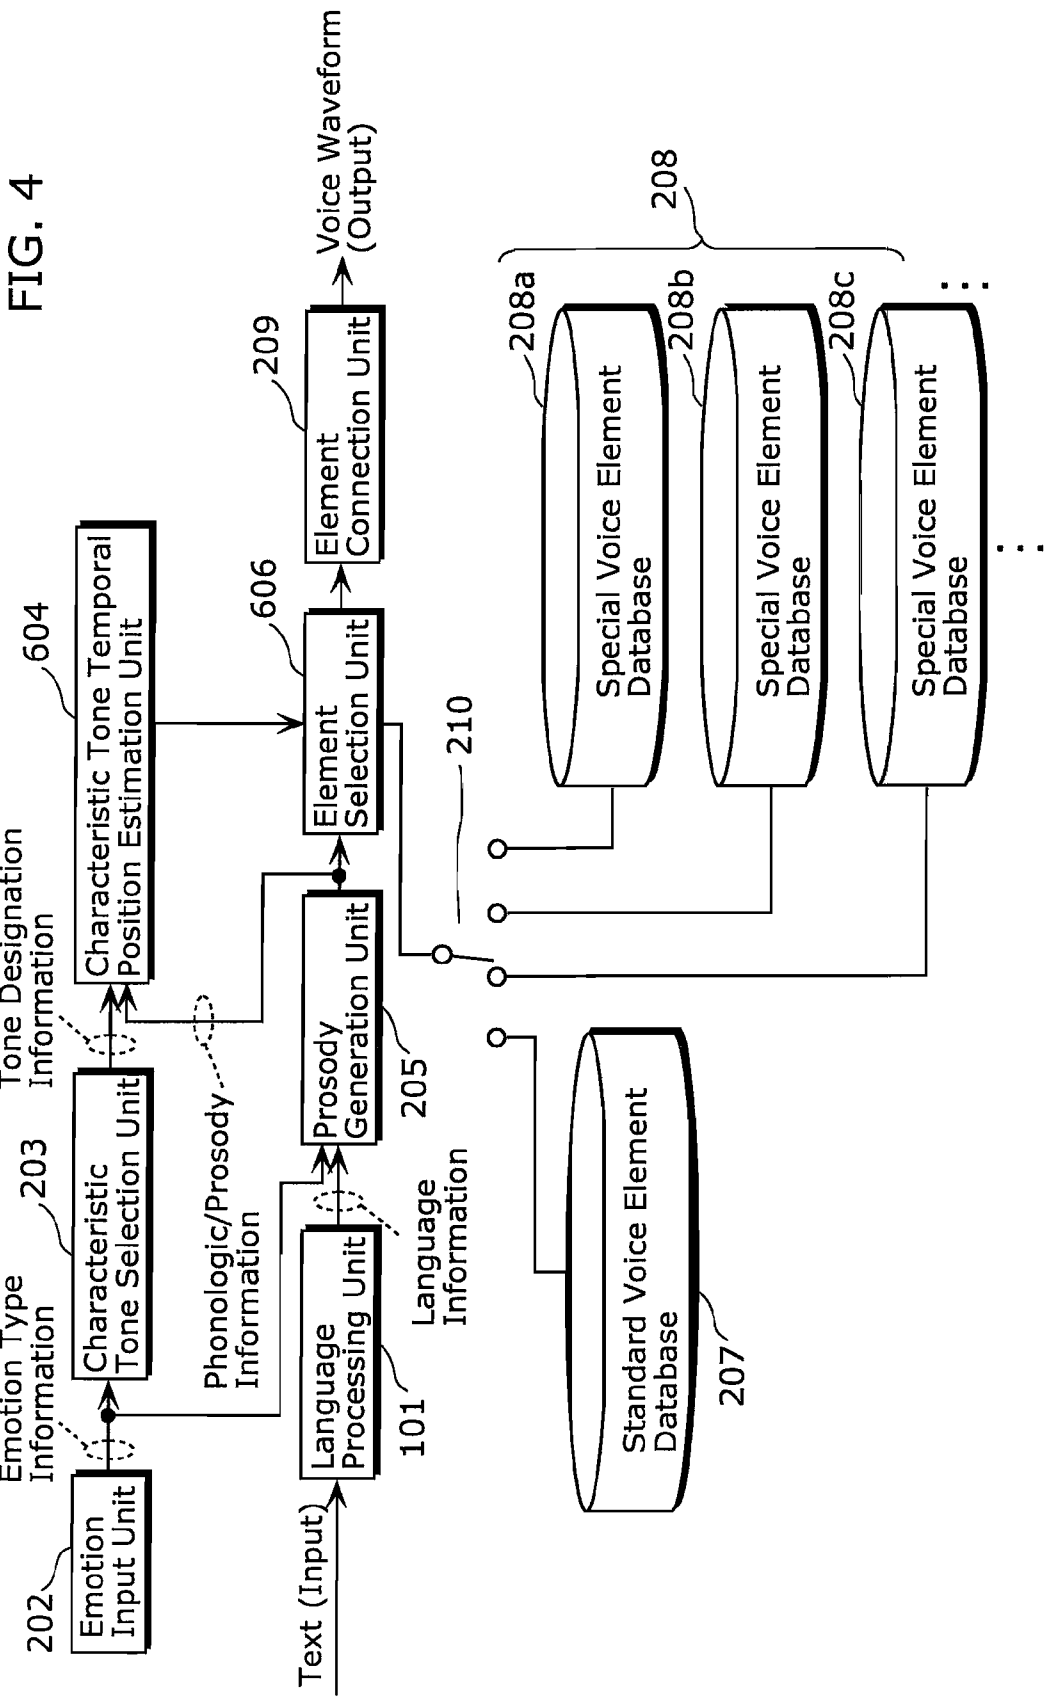 FIG. 4
Emotion Type
Information
Tone Designation
Information
202
Emotion
Input Unit
203
Characteristic
Tone Selection Unit
604
Characteristic Tone Temporal
Position Estimation Unit
Phonologic/Prosody
Information
Text (Input)
Language
Processing Unit
101
Language
Information
Prosody
Generation Unit
205
Element
Selection Unit
606
Element
Connection Unit
209
Voice Waveform
(Output)
210
Standard Voice Element
Database
207
Special Voice Element
Database
208a
Special Voice Element
Database
208b
Special Voice Element
Database
208c
208
...
...